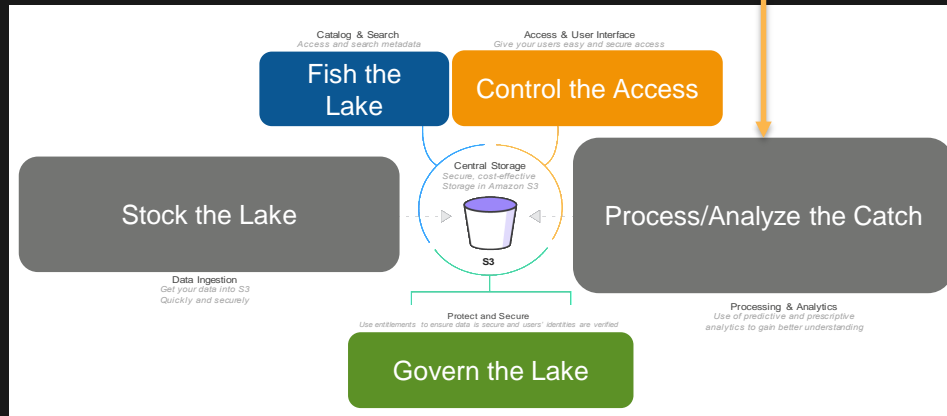 Catalog & Search
Access and search metadata
Access & User Interface
Give your users easy and secure access
Fish the
Lake
Control the Access
Central Storage
Secure, cost-effective
Storage in Amazon S3
Stock the Lake
Process/Analyze the Catch
S3
Data Ingestion
Get your data into S3
Quickly and securely
Processing & Analytics
Use of predictive and prescriptive
analytics to gain better understanding
Protect and Secure
Use entitlements to ensure data is secure and users' identities are verified
Govern the Lake